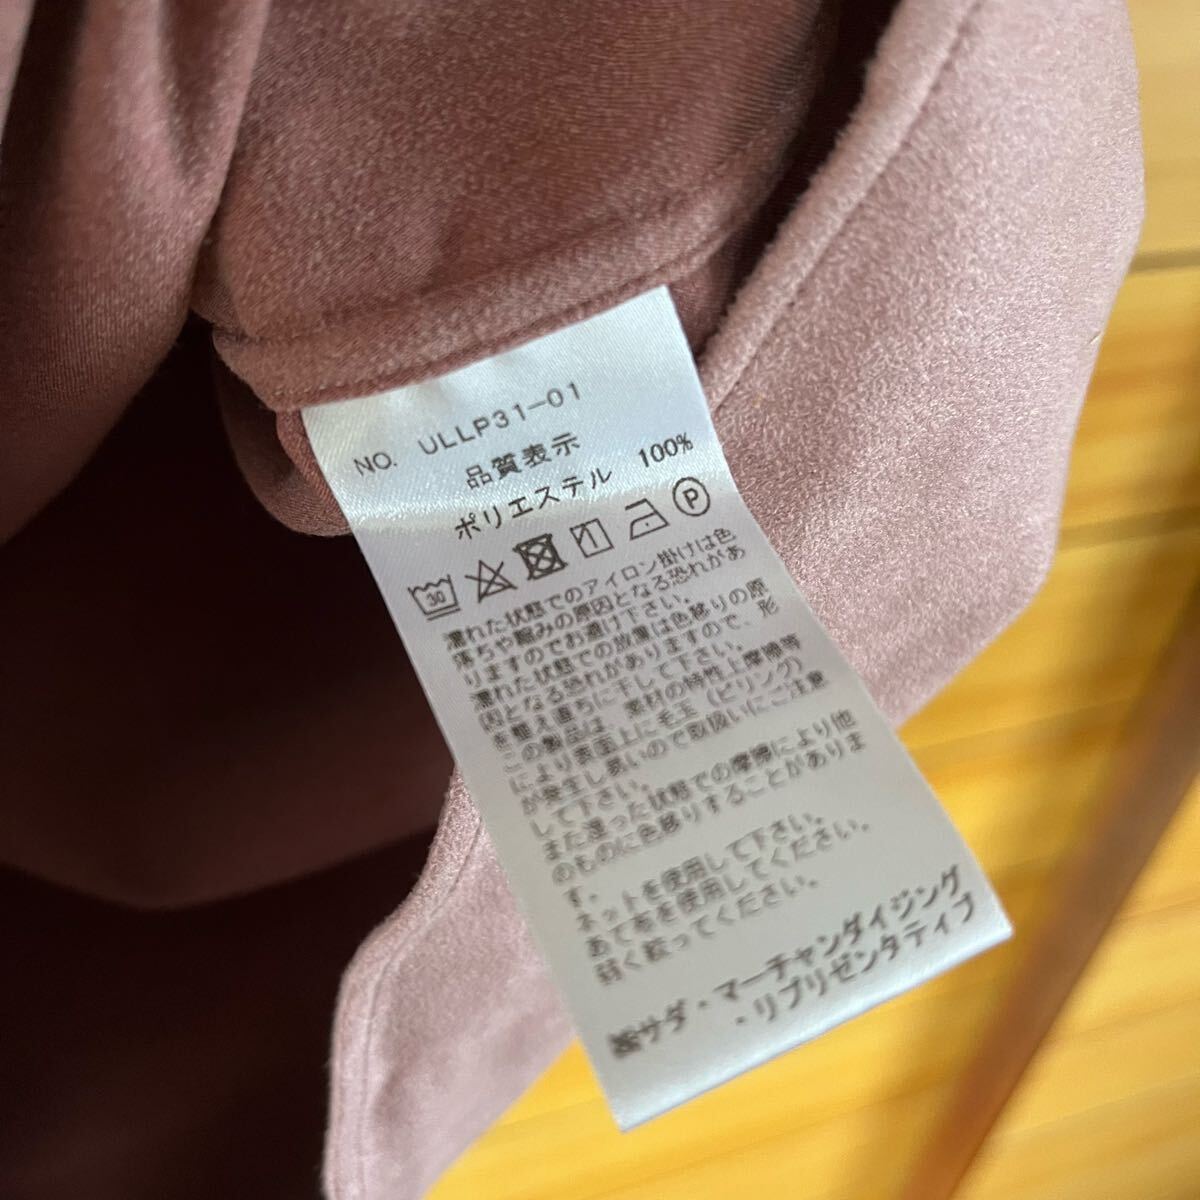 NO. ULLP31-01
品質表示
ポリエステル 100%
30 P
濡れた状態でのアイロン掛けは色
落ちや縮みの原因となる恐れがあ
りますのでお避け下さい。
濡れた状態での放置は色移りの原
因となる恐れがありますので、形
を整え直ちに干して下さい。
この製品は、素材の特性上摩擦等
により表面上に毛玉(ピリング)
が発生し易いので取扱いにご注意
して下さい。
また湿った状態での摩擦により他
のものに色移りすることがありま
す。
ネットを使用して下さい。
あて布を使用してください。
軽く絞ってください。
㈱サダ・マーチャンダイジング
・リプリゼンタティブ